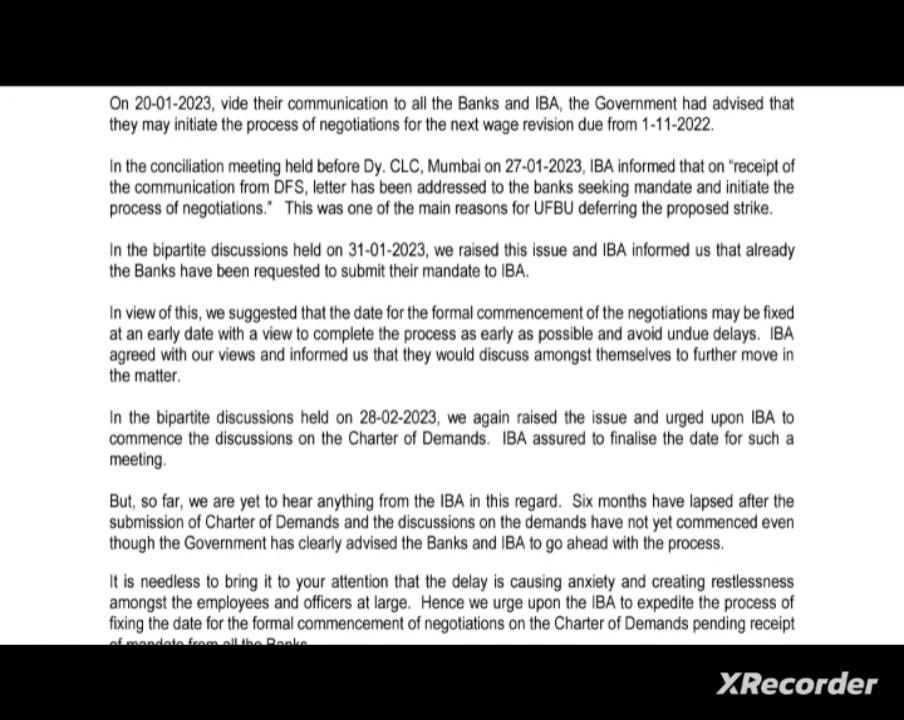 On 20-01-2023, vide their communication to all the Banks and IBA, the Government had advised that
they may initiate the process of negotiations for the next wage revision due from 1-11-2022.
In the conciliation meeting held before Dy. CLC, Mumbai on 27-01-2023, IBA informed that on “receipt of
the communication from DFS, letter has been addressed to the banks seeking mandate and initiate the
process of negotiations.” This was one of the main reasons for UFBU deferring the proposed strike.
In the bipartite discussions held on 31-01-2023, we raised this issue and IBA informed us that already
the Banks have been requested to submit their mandate to IBA.
In view of this, we suggested that the date for the formal commencement of the negotiations may be fixed
at an early date with a view to complete the process as early as possible and avoid undue delays. IBA
agreed with our views and informed us that they would discuss amongst themselves to further move in
the matter.
In the bipartite discussions held on 28-02-2023, we again raised the issue and urged upon IBA to
commence the discussions on the Charter of Demands. IBA assured to finalise the date for such a
meeting.
But, so far, we are yet to hear anything from the IBA in this regard. Six months have lapsed after the
submission of Charter of Demands and the discussions on the demands have not yet commenced even
though the Government has clearly advised the Banks and IBA to go ahead with the process.
It is needless to bring it to your attention that the delay is causing anxiety and creating restlessness
amongst the employees and officers at large. Hence we urge upon the IBA to expedite the process of
fixing the date for the formal commencement of negotiations on the Charter of Demands pending receipt
of mandate from all the Banks
XRecorder